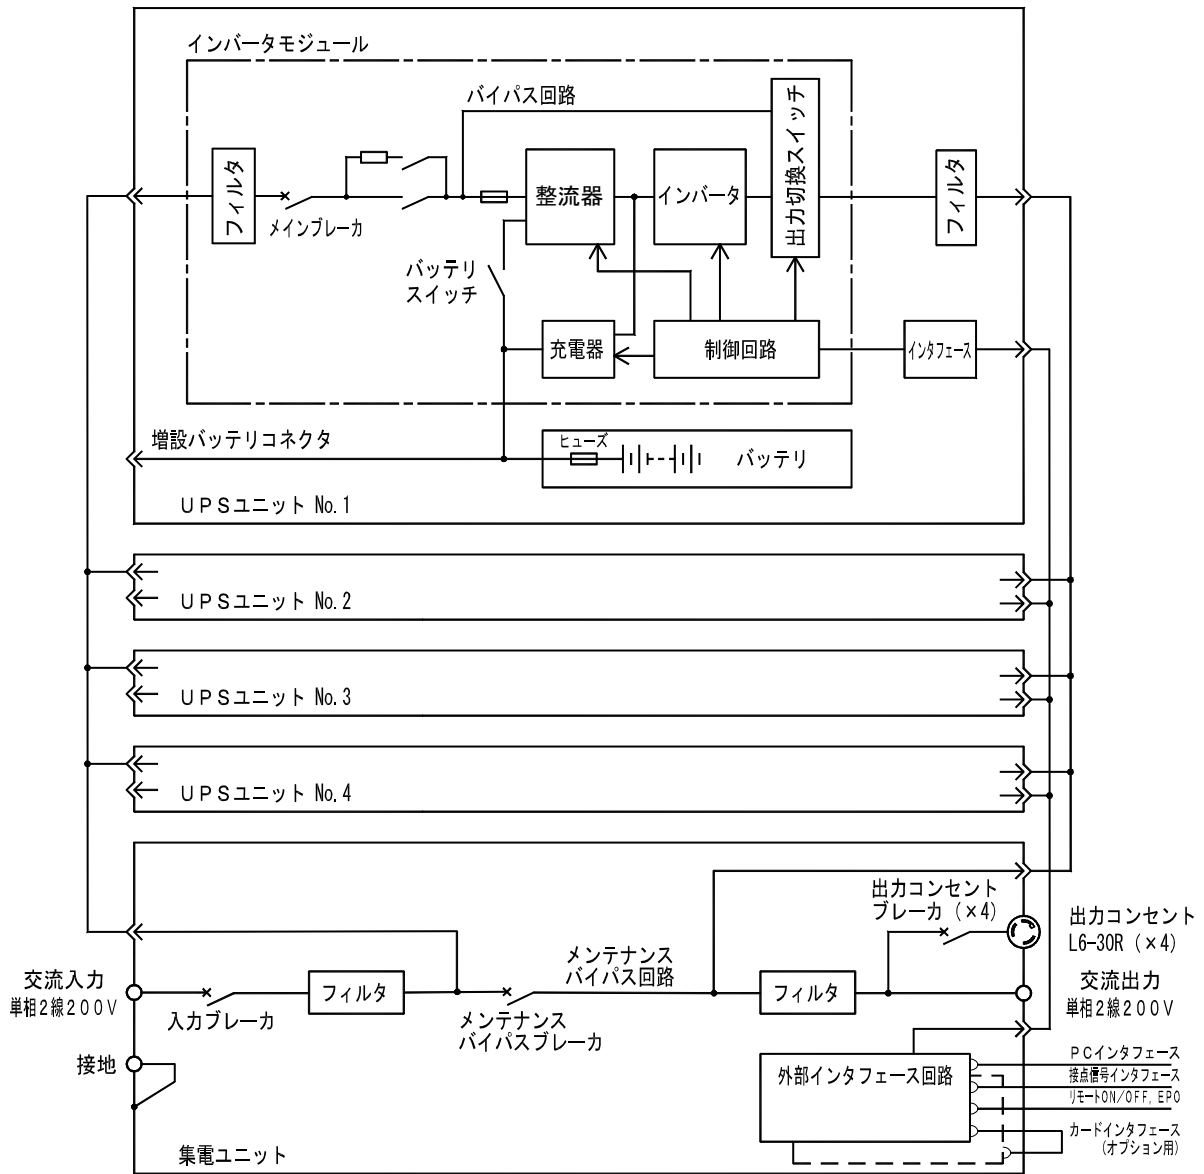 インバータモジュール
バイパス回路
フィルタ
メインブレーカ
整流器
インバータ
出力切換スイッチ
フィルタ
バッテリ
スイッチ
充電器
制御回路
インタフェース
増設バッテリコネクタ
ヒューズ
バッテリ
ＵＰＳユニット No.1
ＵＰＳユニット No.2
ＵＰＳユニット No.3
ＵＰＳユニット No.4
出力コンセント
ブレーカ（×4）
出力コンセント
L6-30R（×4）
交流入力
単相２線２００Ｖ
フィルタ
入力ブレーカ
メンテナンス
バイパス回路
メンテナンス
バイパスブレーカ
フィルタ
交流出力
単相２線２００Ｖ
接地
外部インタフェース回路
ＰＣインタフェース
接点信号インタフェース
リモートON/OFF, EPO
カードインタフェース
(オプション用)
集電ユニット